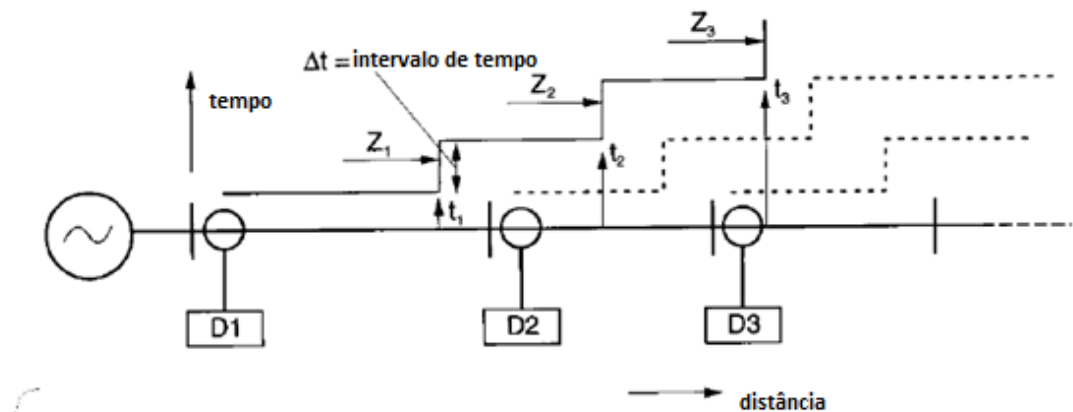 Z₃
Δt = intervalo de tempo
tempo
Z₂
t₃
Z₁
t₂
t₁
D1
D2
D3
distância